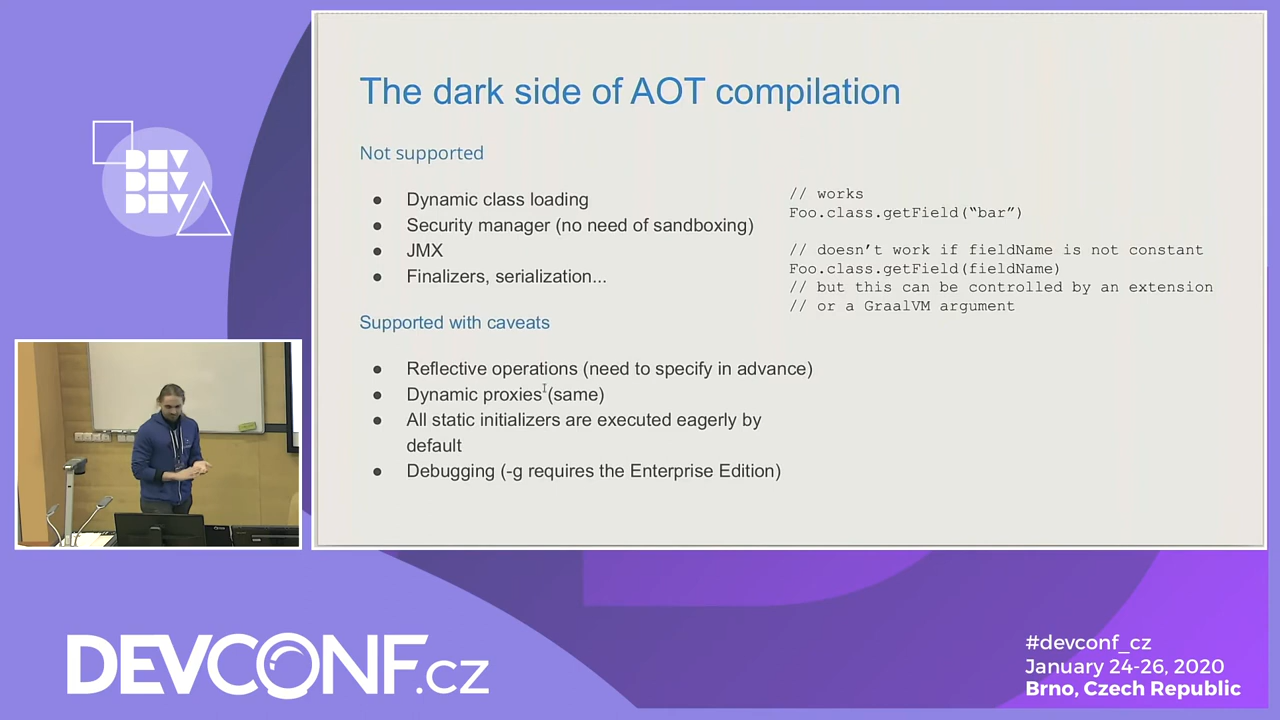 The dark side of AOT compilation
Not supported
● Dynamic class loading
● Security manager (no need of sandboxing)
● JMX
● Finalizers, serialization...
// works
Foo.class.getField(“bar”)
// doesn’t work if fieldName is not constant
Foo.class.getField(fieldName)
// but this can be controlled by an extension
// or a GraalVM argument
Supported with caveats
● Reflective operations (need to specify in advance)
● Dynamic proxies (same)
● All static initializers are executed eagerly by
default
● Debugging (-g requires the Enterprise Edition)
DEV
DEV
DEV
DEVCONF.cz
#devconf_cz
January 24-26, 2020
Brno, Czech Republic